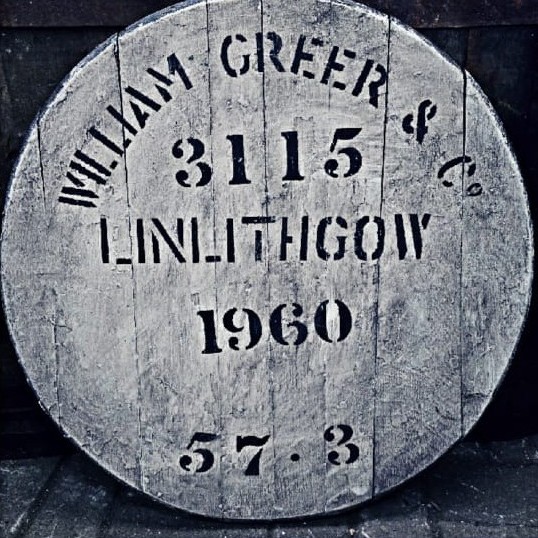 WILLIAM GREER & Co
3115
LINLITHGOW
1960
57.3